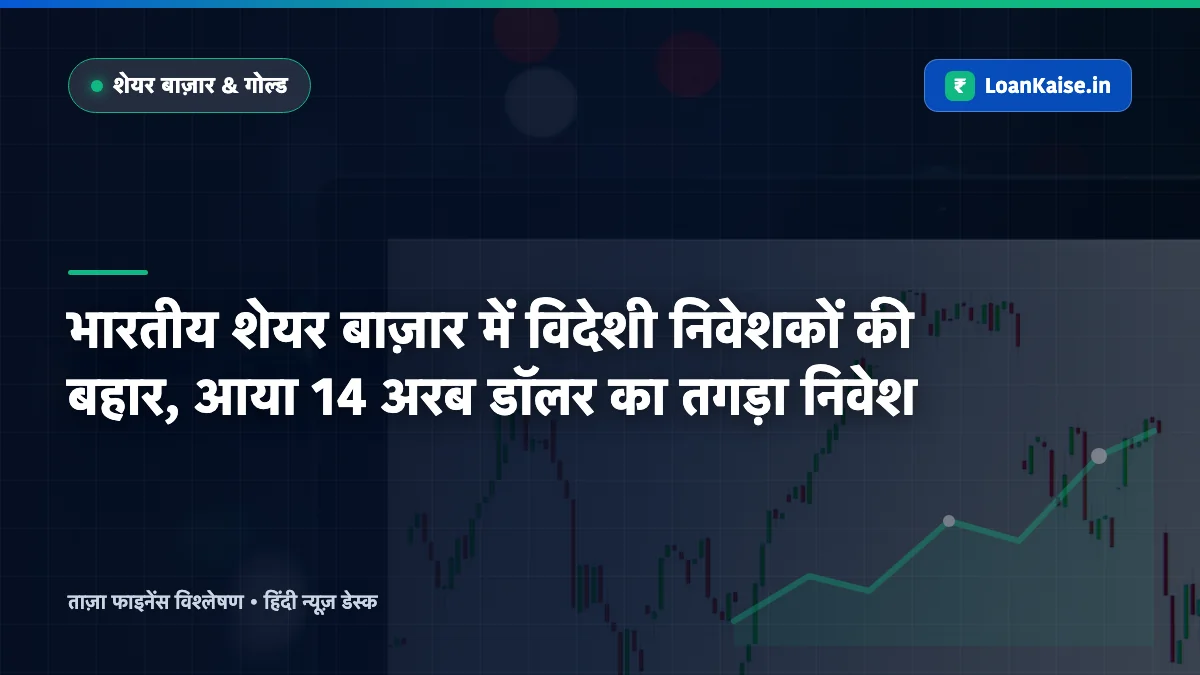 शेयर बाज़ार & गोल्ड
₹ LoanKaise.in
भारतीय शेयर बाज़ार में विदेशी निवेशकों की
बहार, आया 14 अरब डॉलर का तगड़ा निवेश
ताज़ा फाइनेंस विश्लेषण • हिंदी न्यूज़ डेस्क